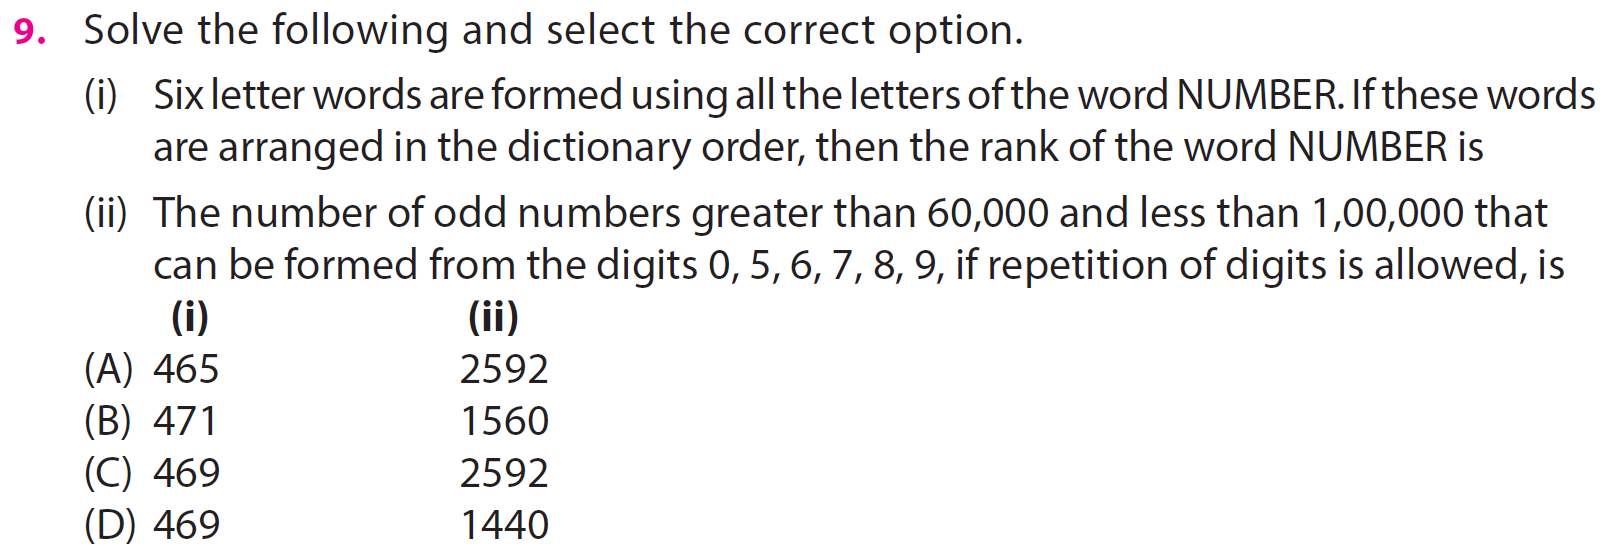 9. Solve the following and select the correct option.
(i) Six letter words are formed using all the letters of the word NUMBER. If these words
are arranged in the dictionary order, then the rank of the word NUMBER is
(ii) The number of odd numbers greater than 60,000 and less than 1,00,000 that
can be formed from the digits 0, 5, 6, 7, 8, 9, if repetition of digits is allowed, is
(i) (ii)
(A) 465 2592
(B) 471 1560
(C) 469 2592
(D) 469 1440